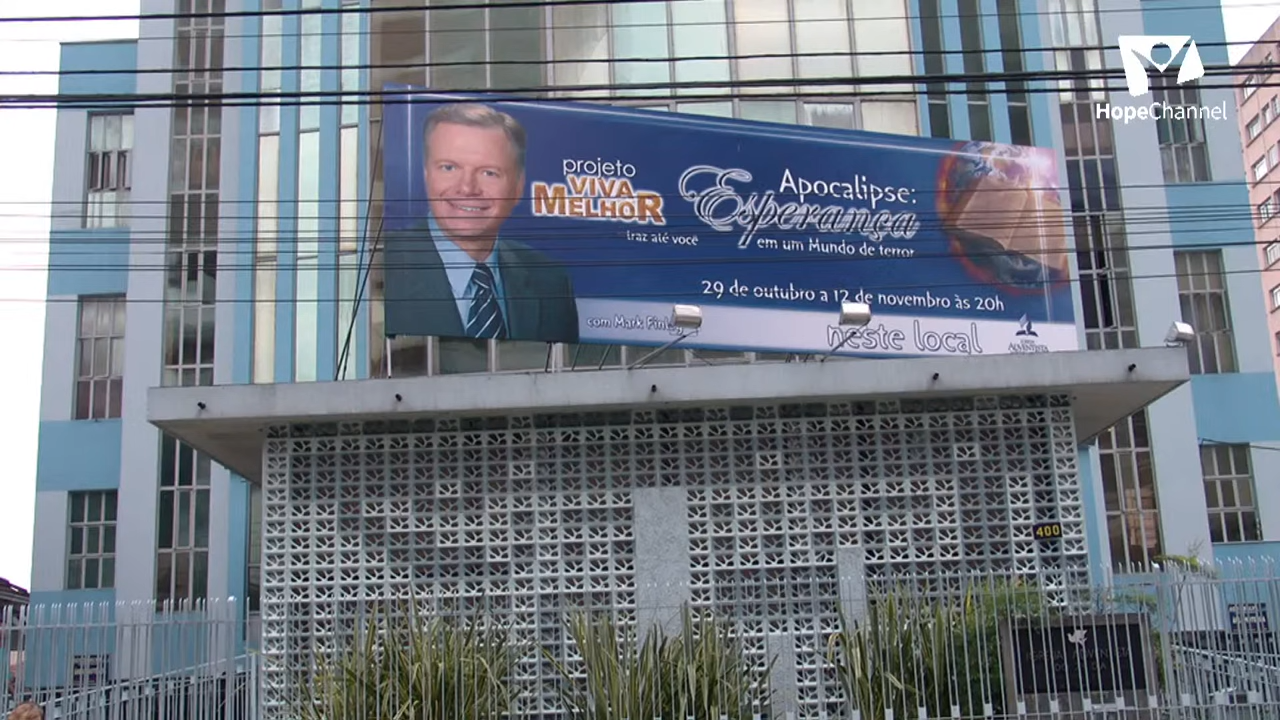 HopeChannel
projeto
VIVA
MELHOR
traz até você
Apocalipse:
Esperança
em um Mundo de terror
29 de outubro a 12 de novembro às 20h
com Mark
neste local
ADVENTISTA
400